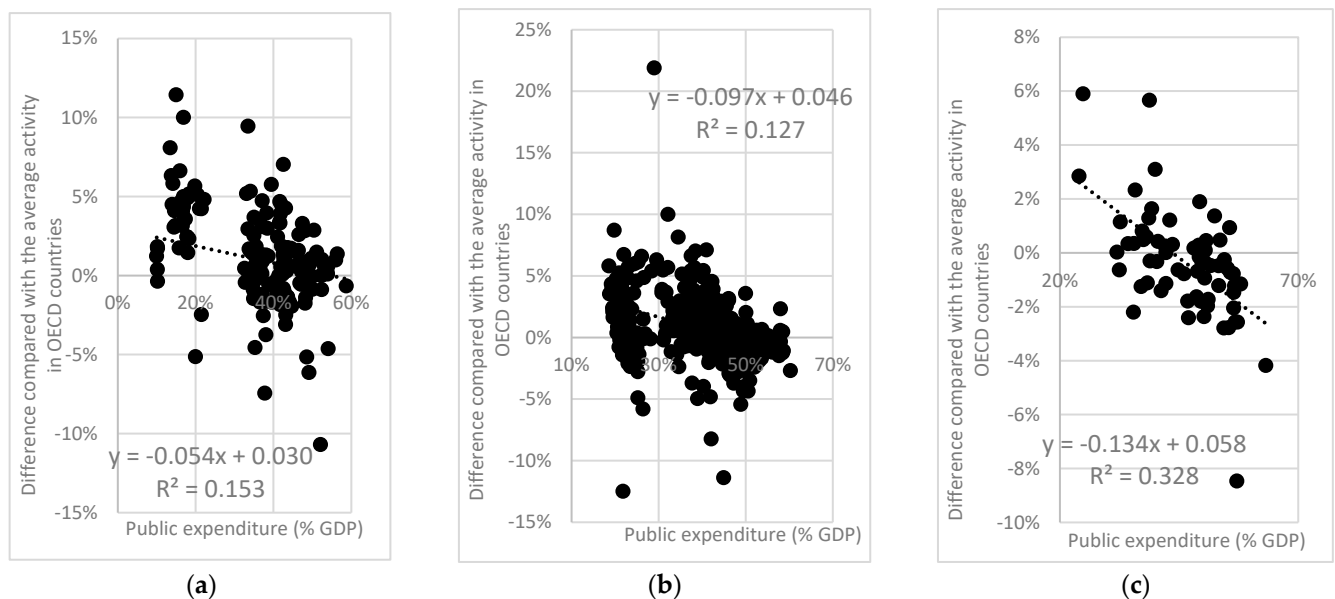 15%
10%
5%
0%
-5%
-10%
-15%
0%
20%
40%
60%
Difference compared with the average activity
in OECD countries
y = -0.054x + 0.030
R² = 0.153
Public expenditure (% GDP)
(a)
25%
20%
15%
10%
5%
0%
-5%
-10%
-15%
10%
30%
50%
70%
Difference compared with the average activity in
OECD countries
y = -0.097x + 0.046
R² = 0.127
Public expenditure (% GDP)
(b)
8%
6%
4%
2%
0%
-2%
-4%
-6%
-8%
-10%
20%
70%
Difference compared with the average activity in
OECD countries
y = -0.134x + 0.058
R² = 0.328
Public expenditure (% GDP)
(c)